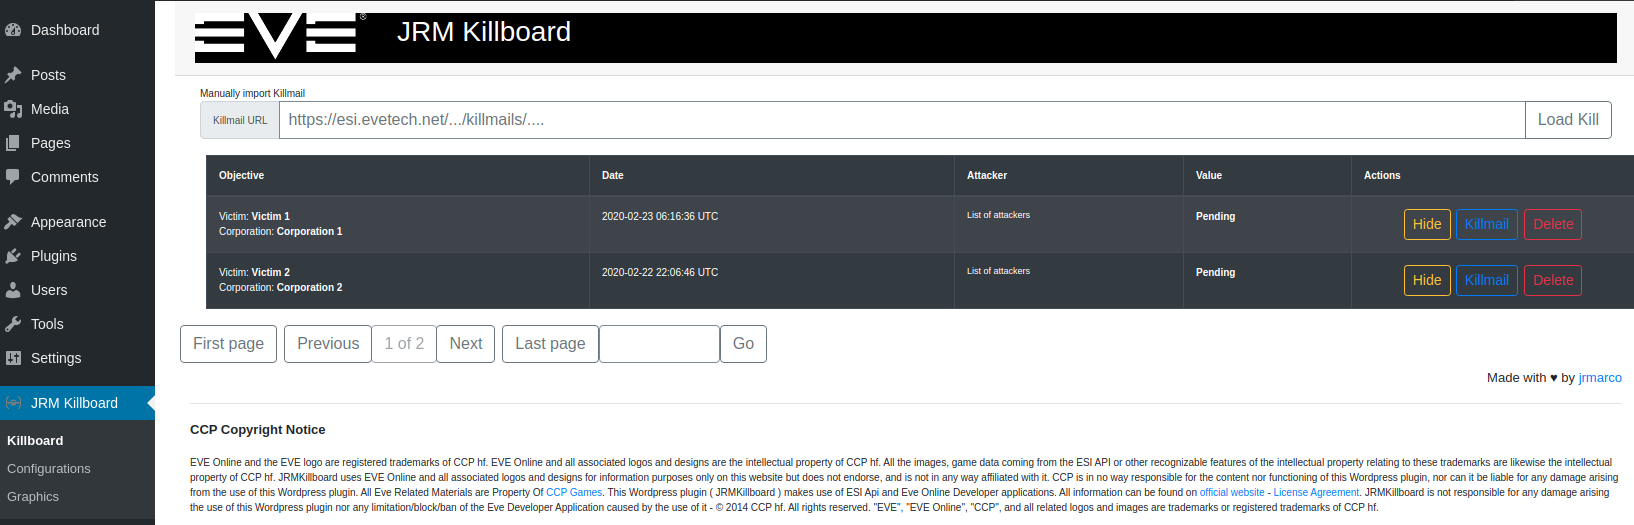 Dashboard
Posts
Media
Pages
Comments
Appearance
Plugins
Users
Tools
Settings
JRM Killboard
Killboard
Configurations
Graphics
EVE ® JRM Killboard
Manually import Killmail
Killmail URL https://esi.evetech.net/.../killmails/.... Load Kill
Objective Date Attacker Value Actions
Victim: Victim 1 2020-02-23 06:16:36 UTC List of attackers Pending Hide Killmail Delete
Corporation: Corporation 1
Victim: Victim 2 2020-02-22 22:06:46 UTC List of attackers Pending Hide Killmail Delete
Corporation: Corporation 2
First page Previous 1 of 2 Next Last page Go
Made with ♥ by jrmarco
CCP Copyright Notice
EVE Online and the EVE logo are registered trademarks of CCP hf. EVE Online and all associated logos and designs are the intellectual property of CCP hf. All the images, game data coming from the ESI API or other recognizable features of the intellectual property relating to these trademarks are likewise the intellectual
property of CCP hf. JRMKillboard uses EVE Online and all associated logos and designs for information purposes only on this website but does not endorse, and is not in any way affiliated with it. CCP is in no way responsible for the content nor functioning of this Wordpress plugin, nor can it be liable for any damage arising
from the use of this Wordpress plugin. All Eve Related Materials are Property Of CCP Games. This Wordpress plugin ( JRMKillboard ) makes use of ESI Api and Eve Online Developer applications. All information can be found on official website - License Agreement. JRMKillboard is not responsible for any damage arising
the use of this Wordpress plugin nor any limitation/block/ban of the Eve Developer Application caused by the use of it - © 2014 CCP hf. All rights reserved. "EVE", "EVE Online", "CCP", and all related logos and images are trademarks or registered trademarks of CCP hf.